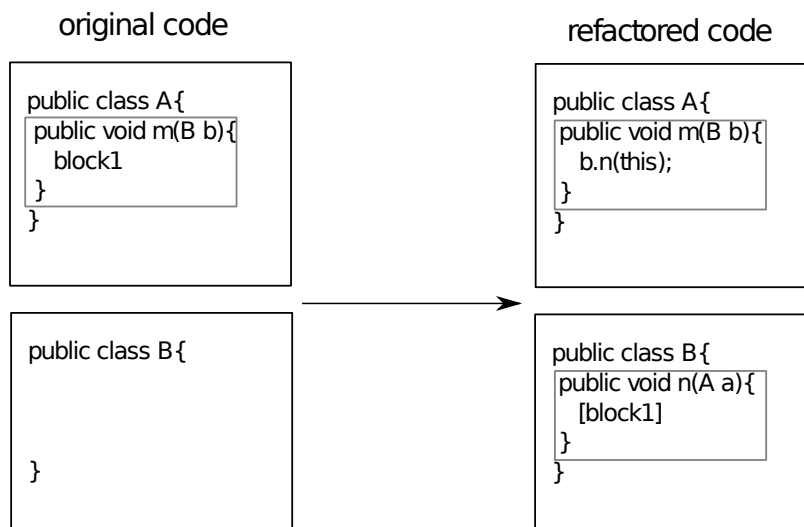 original code
public class A{
public void m(B b){
block1
}
}
public class B{
}
refactored code
public class A{
public void m(B b){
b.n(this);
}
}
public class B{
public void n(A a){
[block1]
}
}